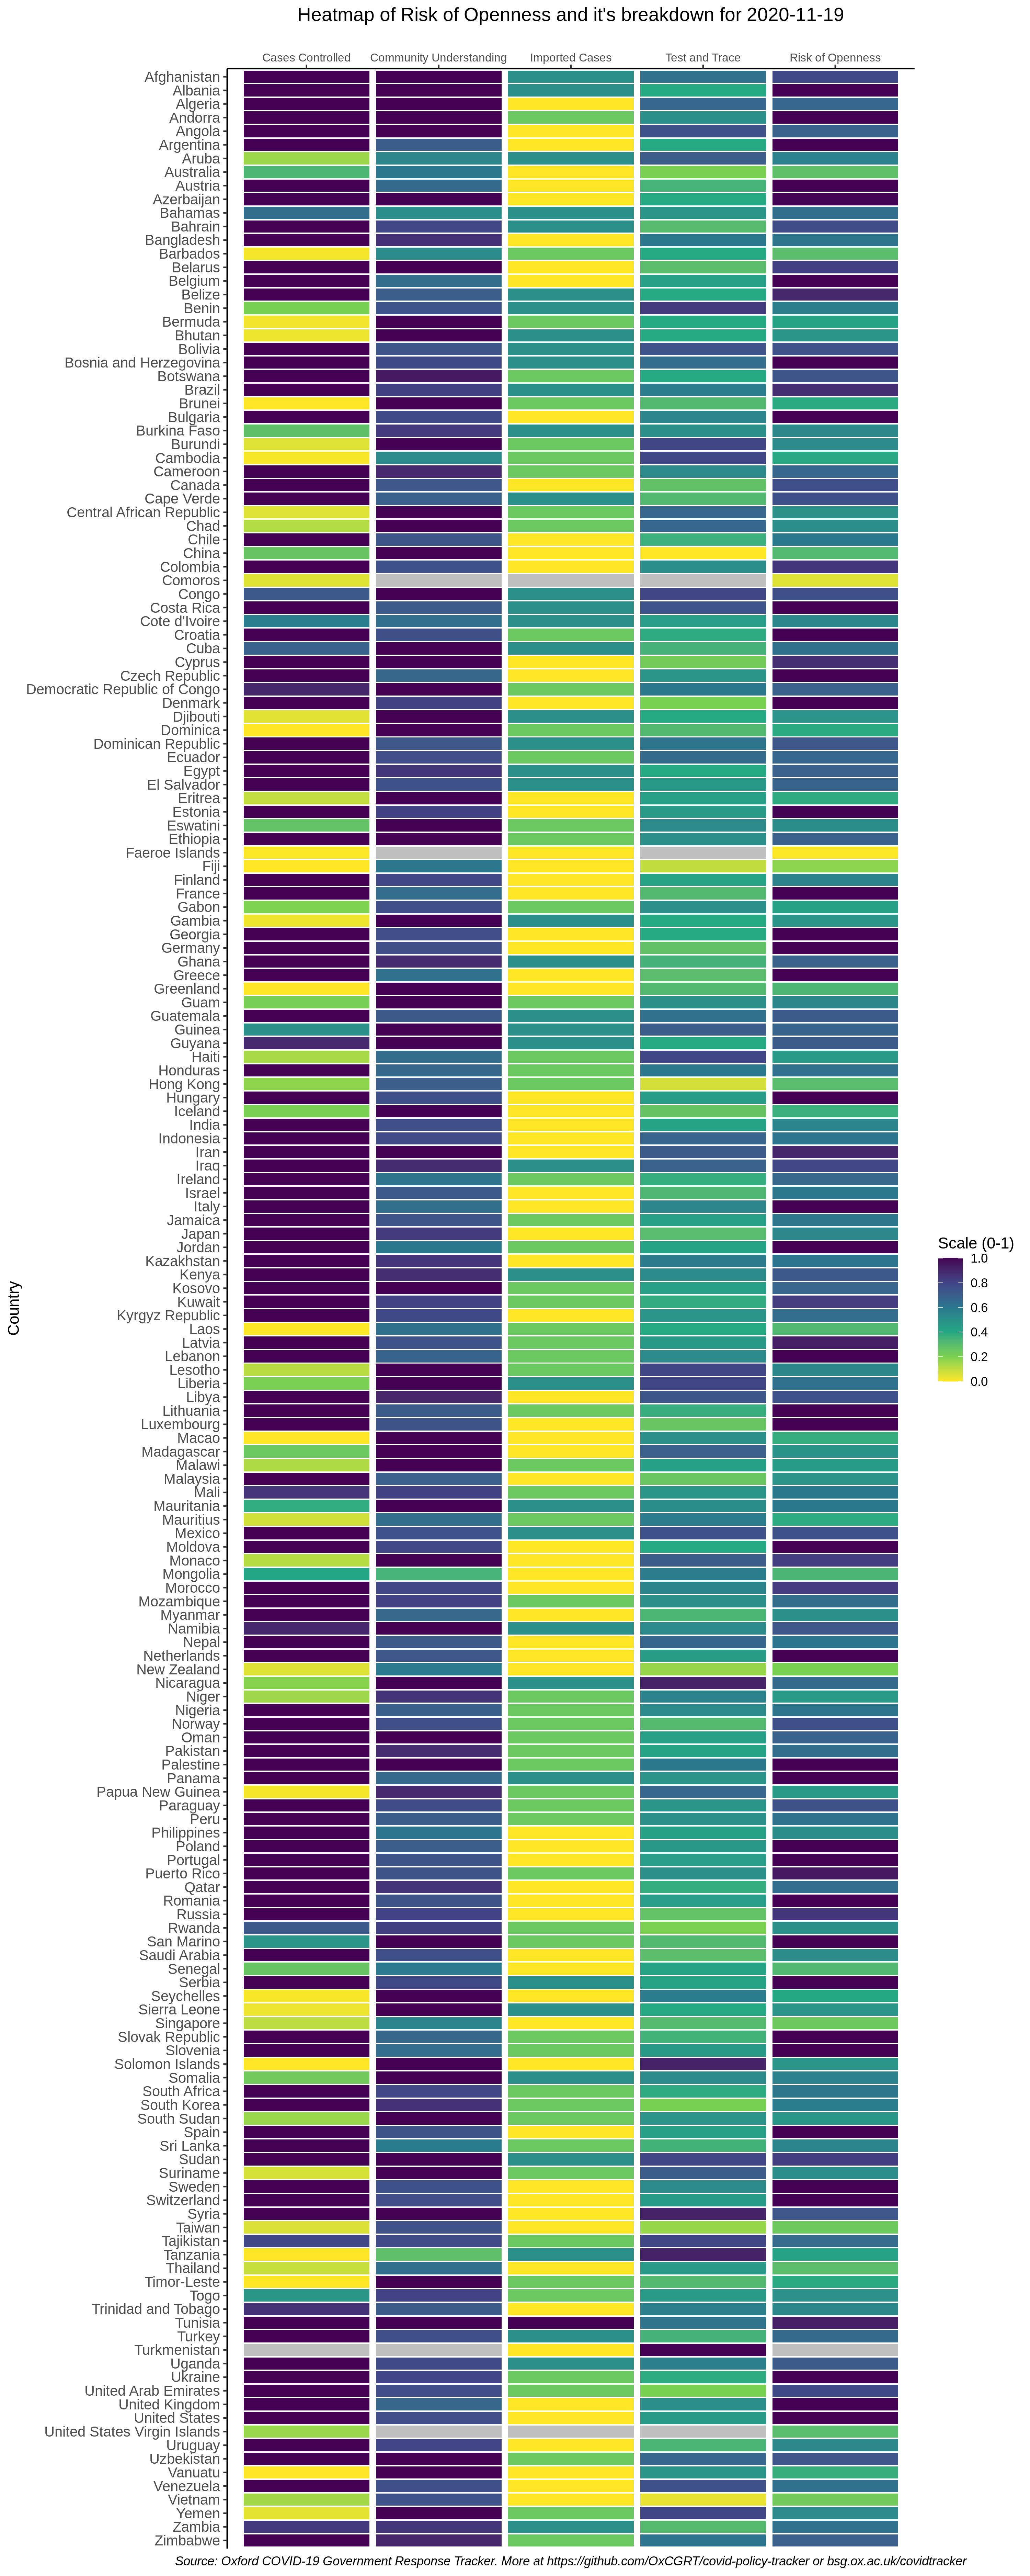 Heatmap of Risk of Openness and it's breakdown for 2020-11-19
Cases Controlled Community Understanding Imported Cases Test and Trace Risk of Openness
Afghanistan
Albania
Algeria
Andorra
Angola
Argentina
Aruba
Australia
Austria
Azerbaijan
Bahamas
Bahrain
Bangladesh
Barbados
Belarus
Belgium
Belize
Benin
Bermuda
Bhutan
Bolivia
Bosnia and Herzegovina
Botswana
Brazil
Brunei
Bulgaria
Burkina Faso
Burundi
Cambodia
Cameroon
Canada
Cape Verde
Central African Republic
Chad
Chile
China
Colombia
Comoros
Congo
Costa Rica
Cote d'Ivoire
Croatia
Cuba
Cyprus
Czech Republic
Democratic Republic of Congo
Denmark
Djibouti
Dominica
Dominican Republic
Ecuador
Egypt
El Salvador
Eritrea
Estonia
Eswatini
Ethiopia
Faeroe Islands
Fiji
Finland
France
Gabon
Gambia
Georgia
Germany
Ghana
Greece
Greenland
Guam
Guatemala
Guinea
Guyana
Haiti
Honduras
Hong Kong
Hungary
Iceland
India
Indonesia
Iran
Iraq
Ireland
Israel
Italy
Jamaica
Japan
Jordan
Kazakhstan
Kenya
Kosovo
Kuwait
Kyrgyz Republic
Laos
Latvia
Lebanon
Lesotho
Liberia
Libya
Lithuania
Luxembourg
Macao
Madagascar
Malawi
Malaysia
Mali
Mauritania
Mauritius
Mexico
Moldova
Monaco
Mongolia
Morocco
Mozambique
Myanmar
Namibia
Nepal
Netherlands
New Zealand
Nicaragua
Niger
Nigeria
Norway
Oman
Pakistan
Palestine
Panama
Papua New Guinea
Paraguay
Peru
Philippines
Poland
Portugal
Puerto Rico
Qatar
Romania
Russia
Rwanda
San Marino
Saudi Arabia
Senegal
Serbia
Seychelles
Sierra Leone
Singapore
Slovak Republic
Slovenia
Solomon Islands
Somalia
South Africa
South Korea
South Sudan
Spain
Sri Lanka
Sudan
Suriname
Sweden
Switzerland
Syria
Taiwan
Tajikistan
Tanzania
Thailand
Timor-Leste
Togo
Trinidad and Tobago
Tunisia
Turkey
Turkmenistan
Uganda
Ukraine
United Arab Emirates
United Kingdom
United States
United States Virgin Islands
Uruguay
Uzbekistan
Vanuatu
Venezuela
Vietnam
Yemen
Zambia
Zimbabwe
Country
Scale (0-1)
1.0
0.8
0.6
0.4
0.2
0.0
Source: Oxford COVID-19 Government Response Tracker. More at https://github.com/OxCGRT/covid-policy-tracker or bsg.ox.ac.uk/covidtracker